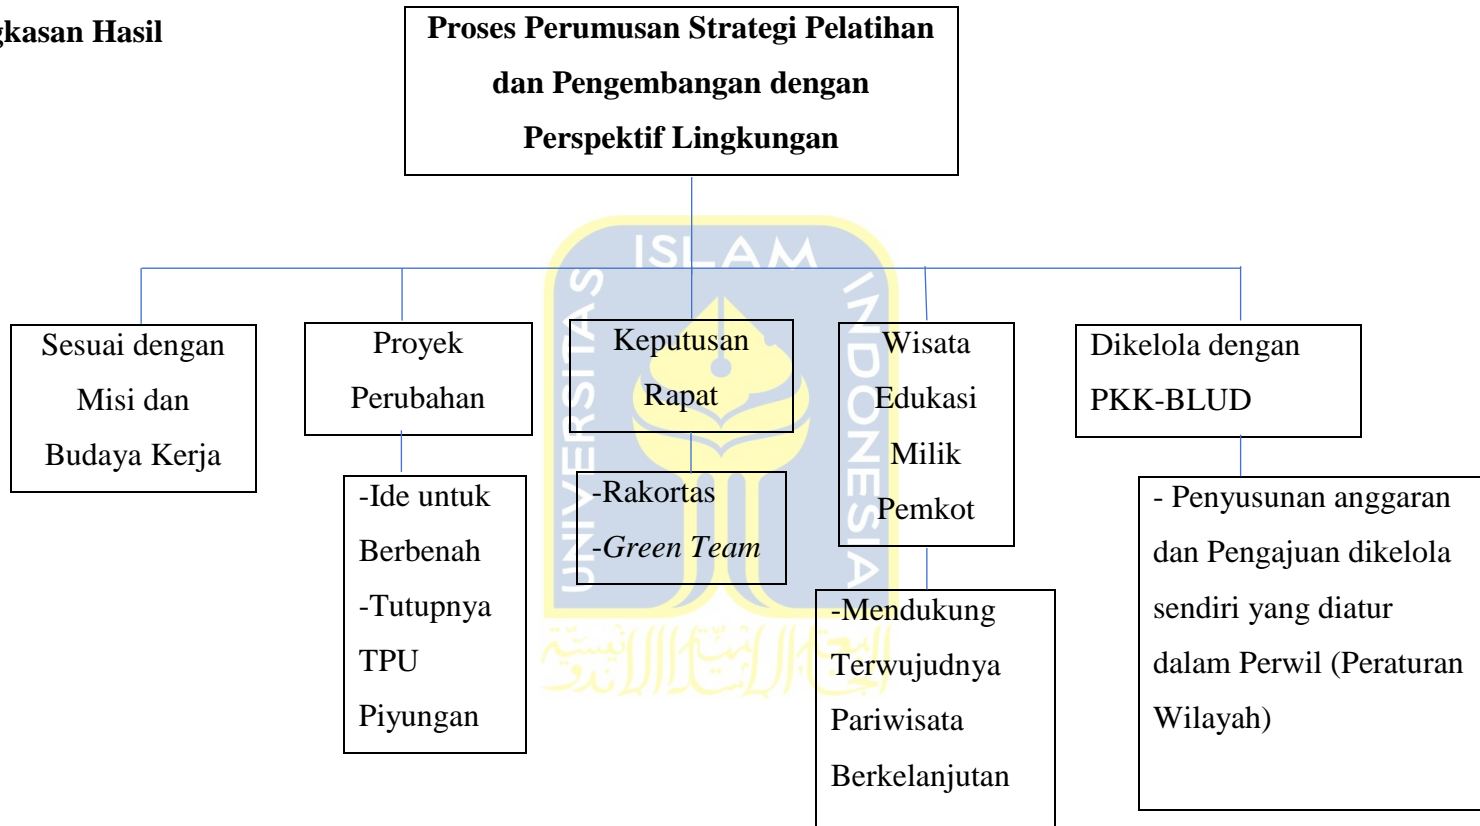 gkasan Hasil
Proses Perumusan Strategi Pelatihan
dan Pengembangan dengan
Perspektif Lingkungan
Sesuai dengan
Misi dan
Budaya Kerja
Proyek
Perubahan
-Ide untuk
Berbenah
-Tutupnya
TPU
Piyungan
Keputusan
Rapat
-Rakortas
-Green Team
Wisata
Edukasi
Milik
Pemkot
-Mendukung
Terwujudnya
Pariwisata
Berkelanjutan
Dikelola dengan
PKK-BLUD
- Penyusunan anggaran
dan Pengajuan dikelola
sendiri yang diatur
dalam Perwil (Peraturan
Wilayah)
UNIVERSITAS
ISLAM
INDONESIA